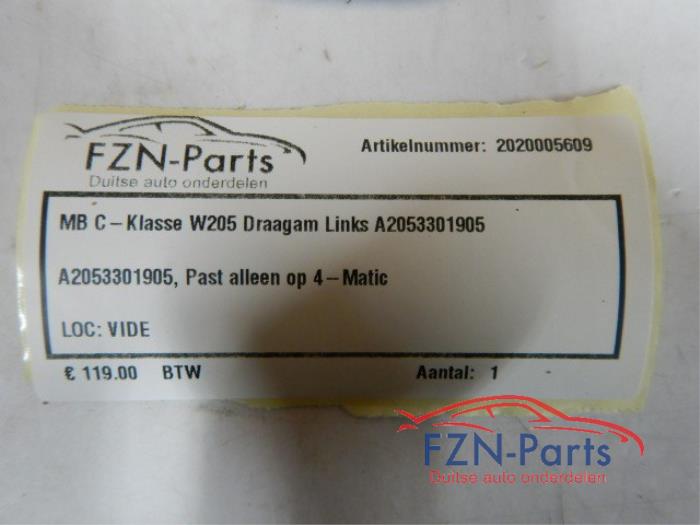 FZN-Parts
Duitse auto onderdelen
Artikelnummer: 2020005609
MB C-Klasse W205 Draagam Links A2053301905
A2053301905, Past alleen op 4-Matic
LOC: VIDE
€ 119.00 BTW
Aantal: 1
FZN-Parts
Duitse auto onderdelen